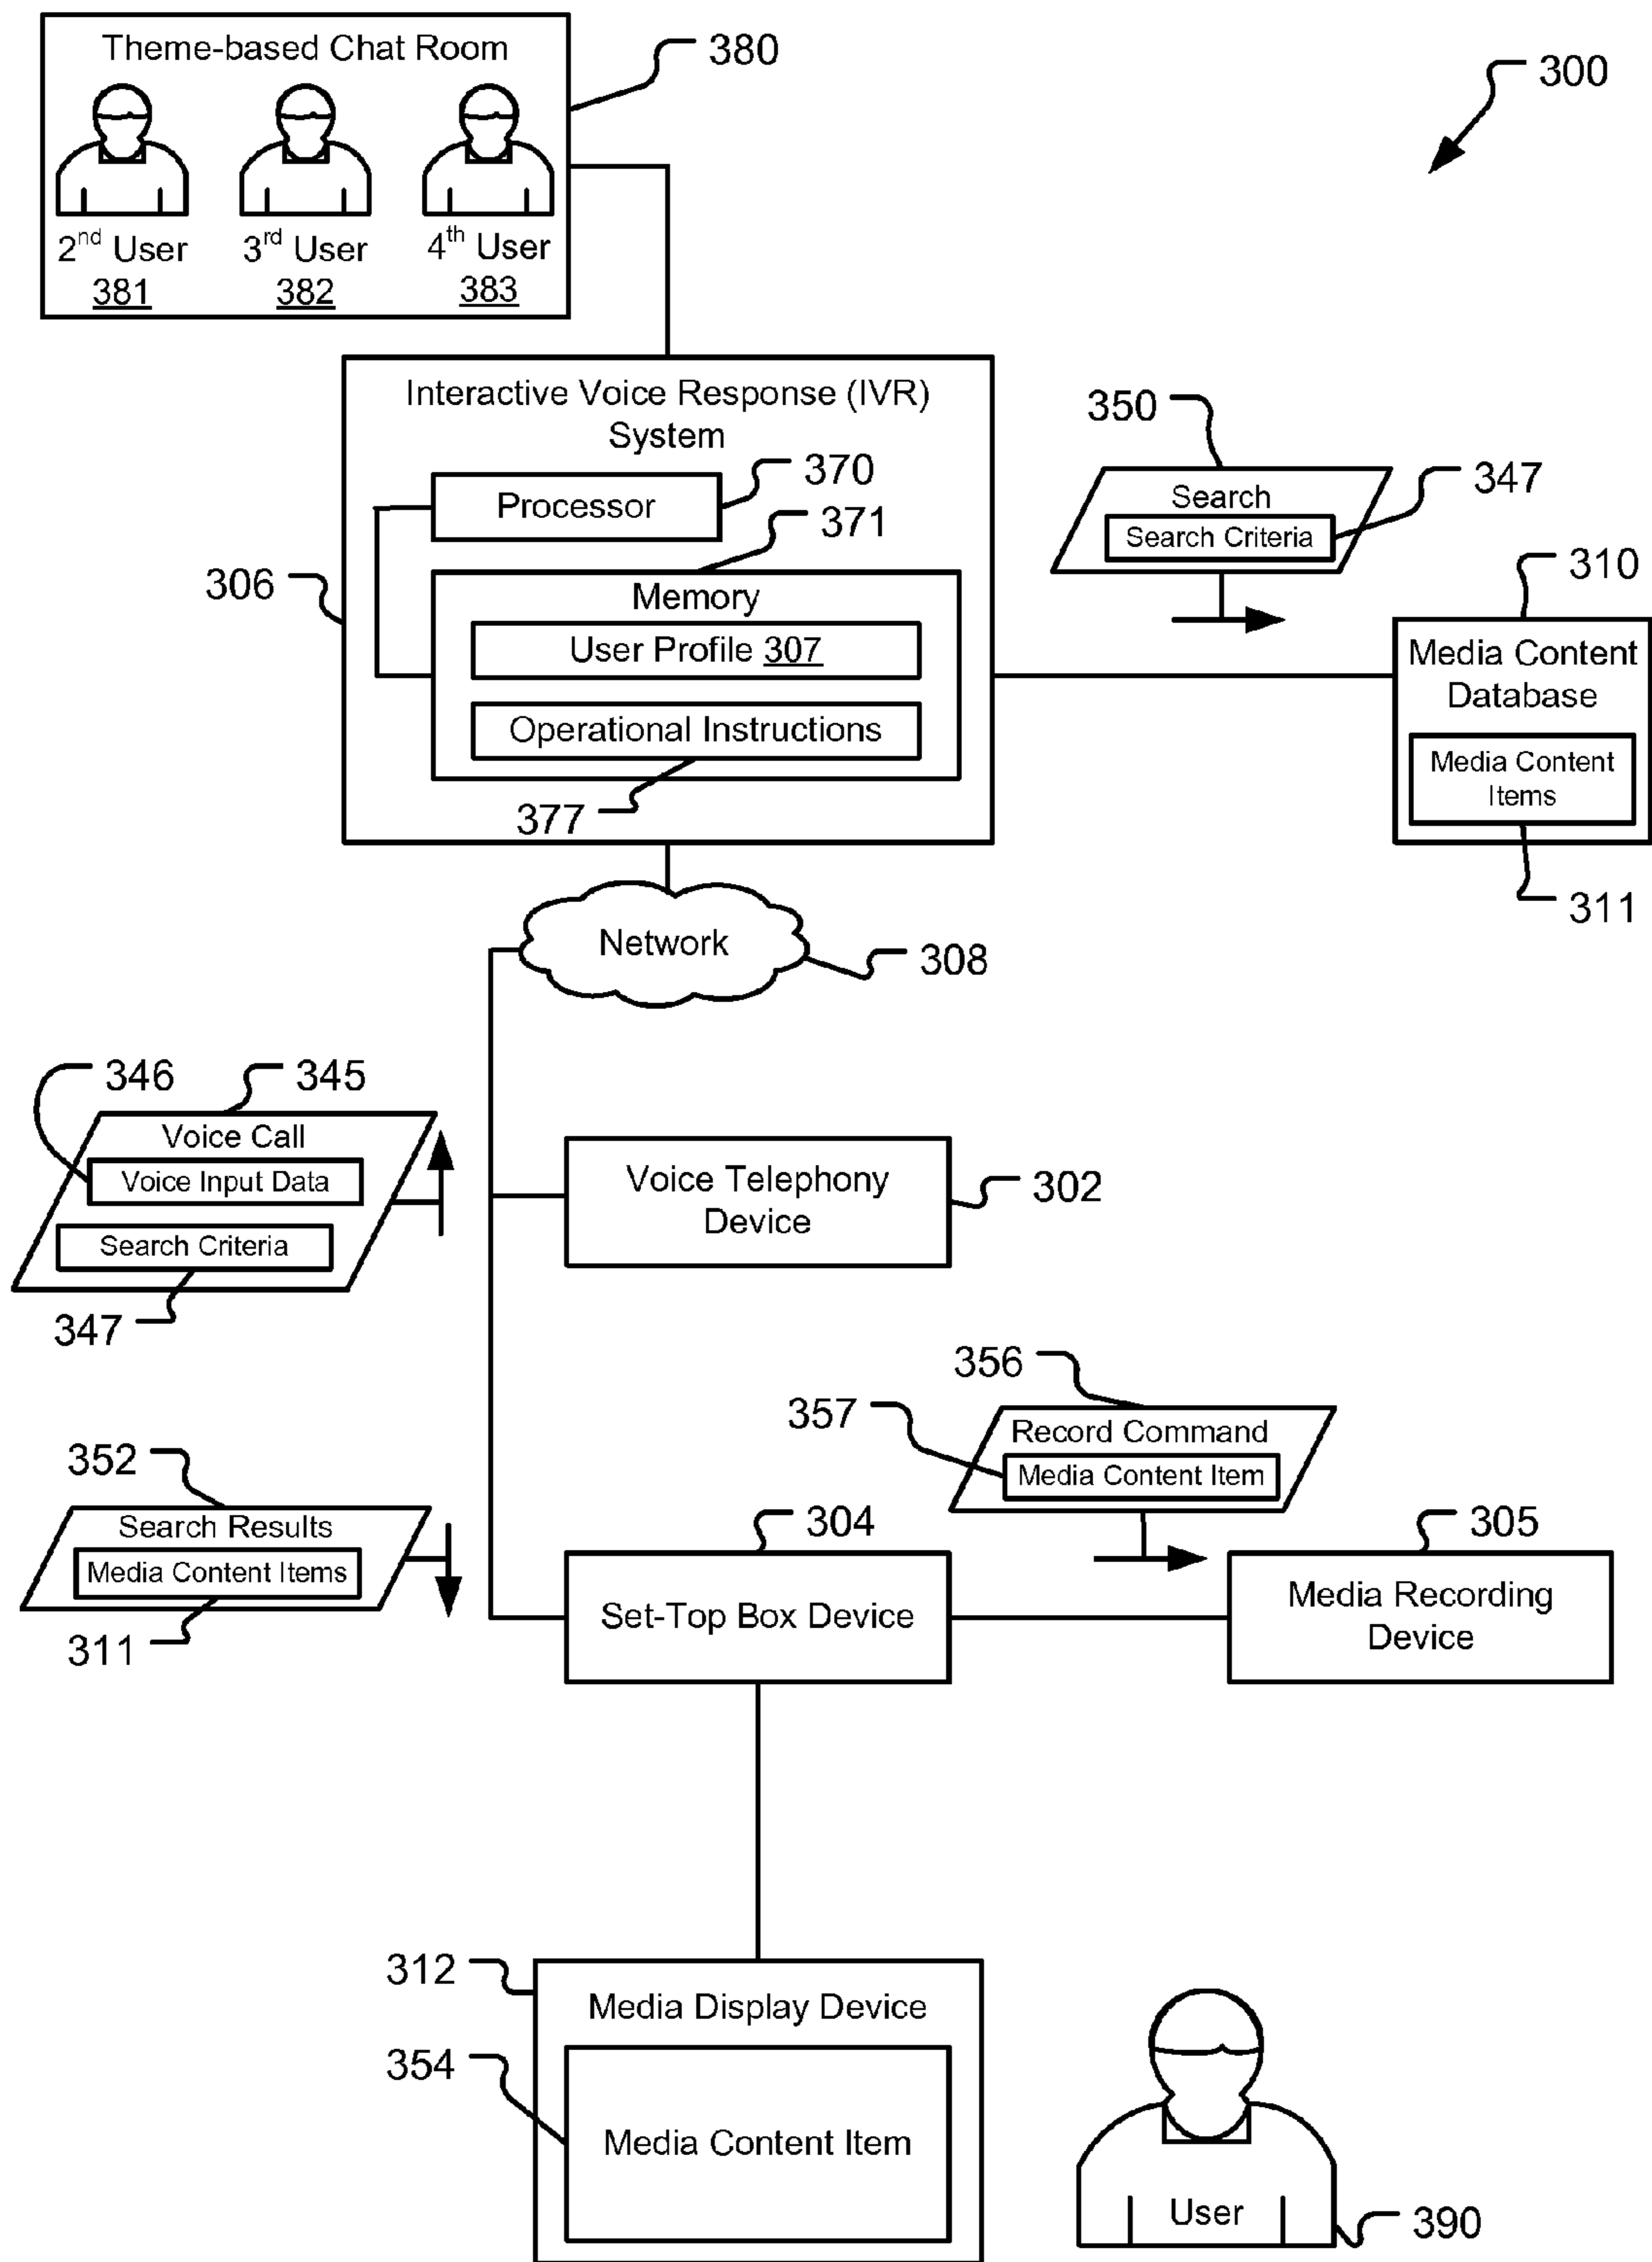 Theme-based Chat Room
380
300
2nd User
3rd User
4th User
381
382
383
Interactive Voice Response (IVR)
System
350
Processor
370
Search
347
371
Search Criteria
306
Memory
310
User Profile 307
Media Content
Database
Operational Instructions
Media Content
Items
377
311
Network
308
346
345
Voice Call
Voice Input Data
Voice Telephony
Device
302
Search Criteria
347
356
357
Record Command
Media Content Item
352
Search Results
Media Content Items
311
304
305
Set-Top Box Device
Media Recording
Device
312
Media Display Device
354
Media Content Item
User
390